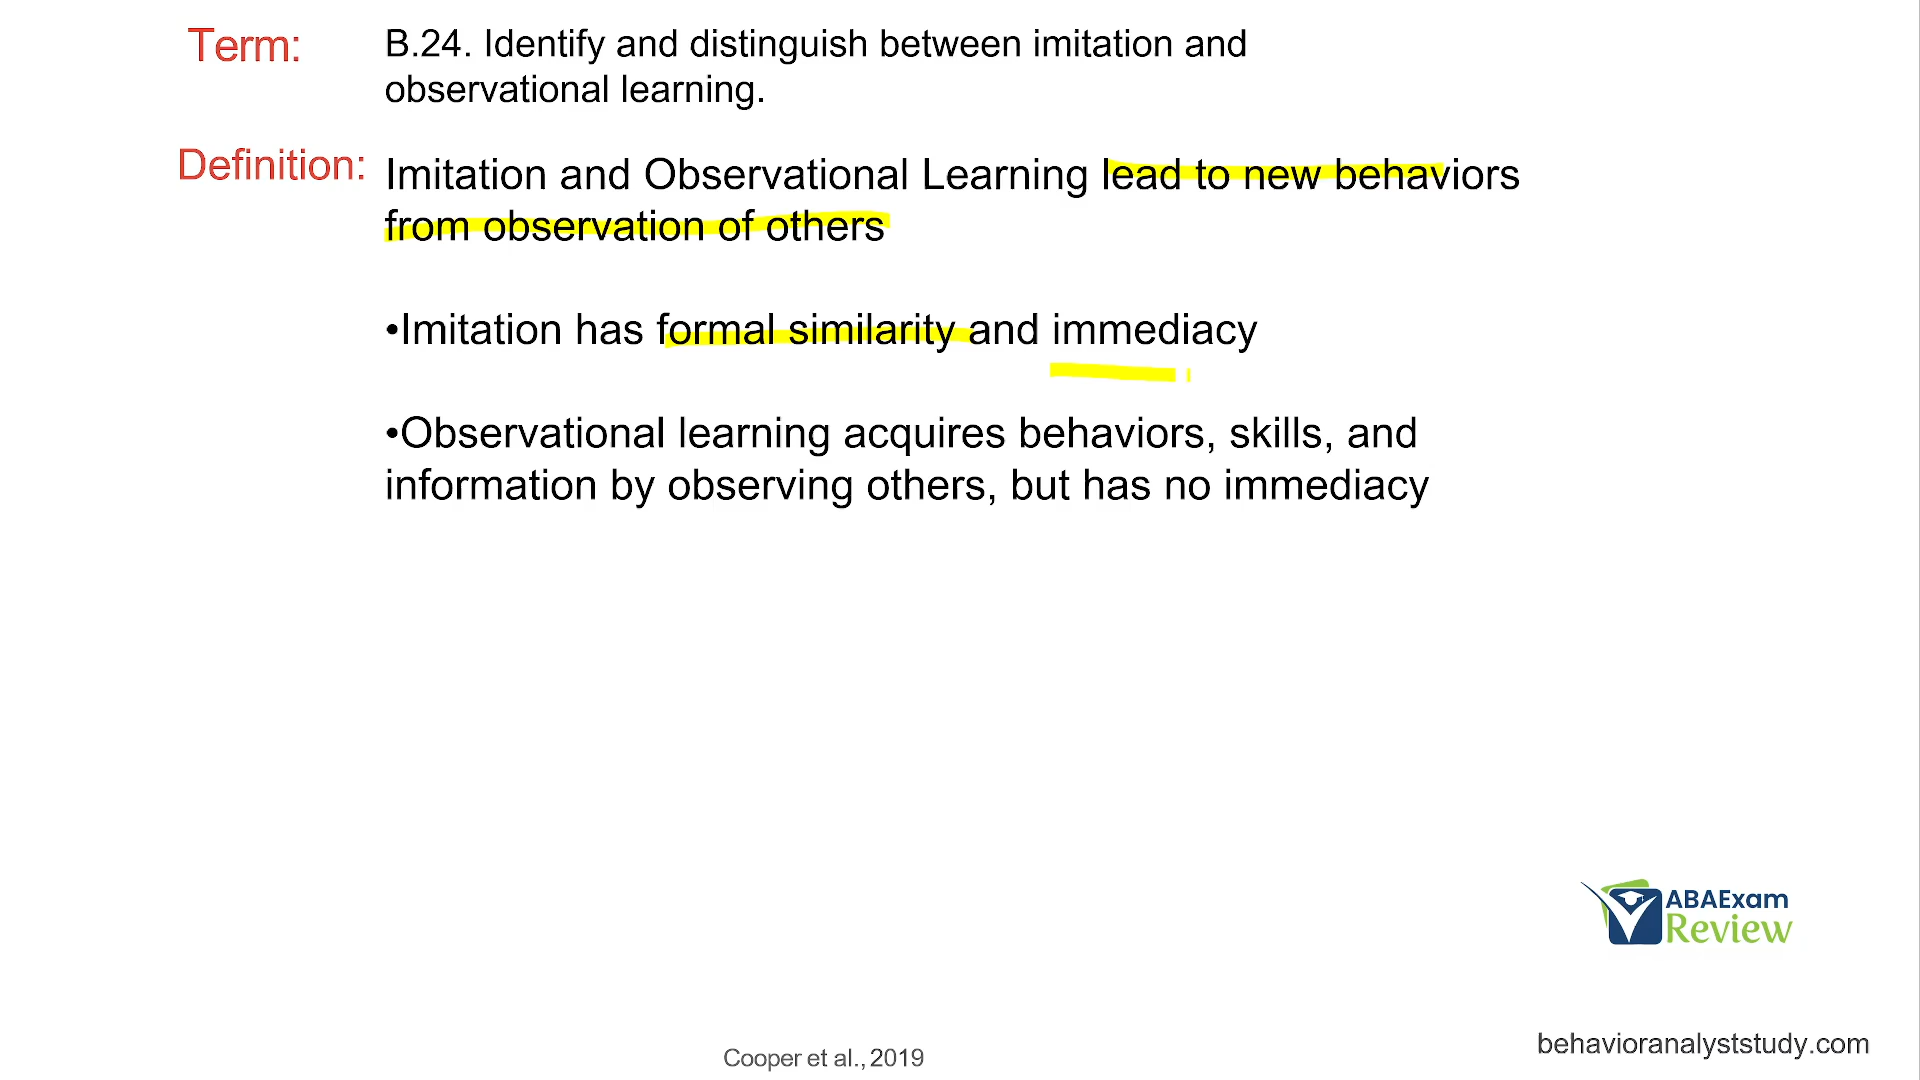 Term:
B.24. Identify and distinguish between imitation and
observational learning.
Definition:
Imitation and Observational Learning lead to new behaviors
from observation of others
•Imitation has formal similarity and immediacy
•Observational learning acquires behaviors, skills, and
information by observing others, but has no immediacy
ABAExam
Review
behavioranalyststudy.com
Cooper et al., 2019